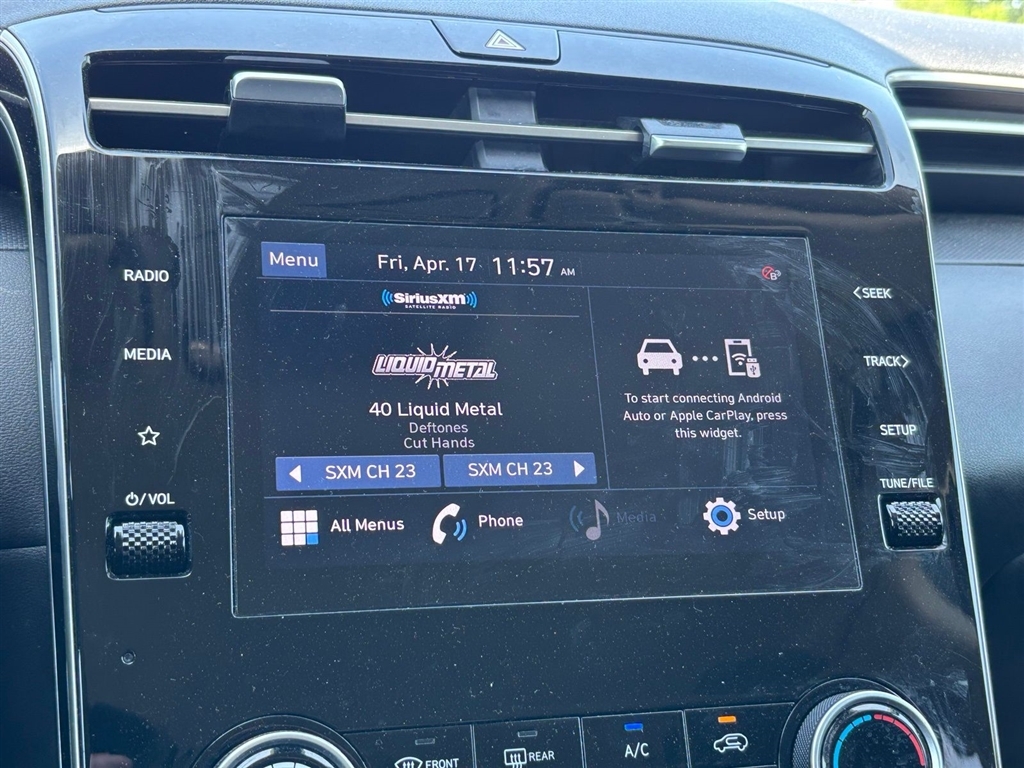 Menu
Fri, Apr. 17 11:57 AM
SiriusXM
SATELLITE RADIO
LIQUID METAL
40 Liquid Metal
Deftones
Cut Hands
SXM CH 23
SXM CH 23
To start connecting Android
Auto or Apple CarPlay, press
this widget.
All Menus
Phone
Media
Setup
RADIO
MEDIA
/VOL
<SEEK
TRACK>
SETUP
TUNE/FILE
FRONT
REAR
A/C